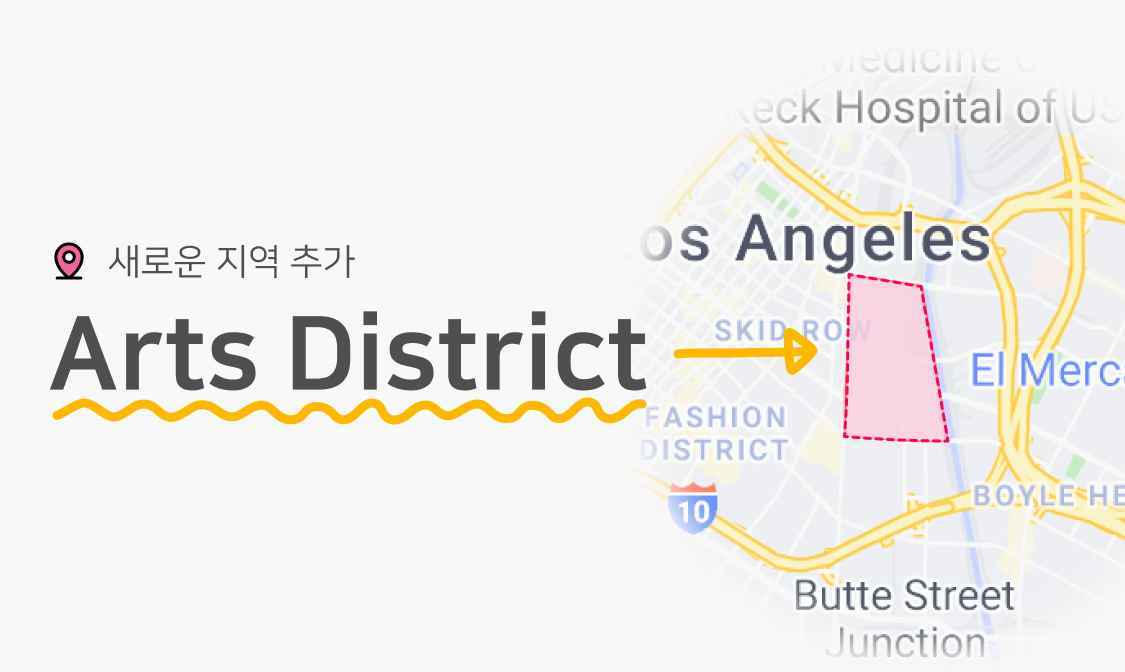 새로운 지역 추가
Arts District
Medicine
Keck Hospital of US
os Angeles
SKID ROW
El Merca
FASHION
DISTRICT
BOYLE HE
10
Butte Street
Junction